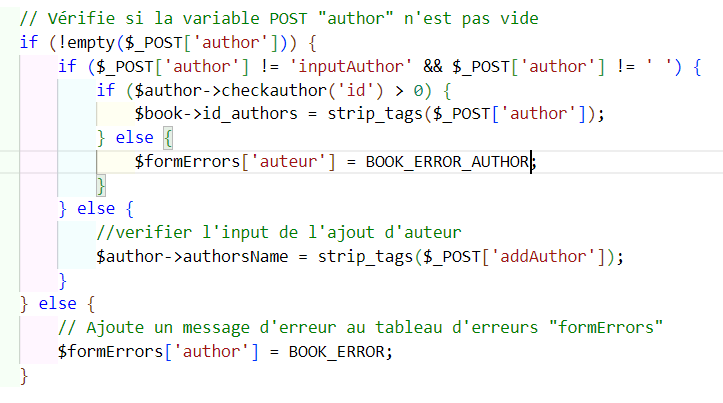 // Vérifie si la variable POST "author" n'est pas vide
if (!empty($_POST['author'])) {
if ($_POST['author'] != 'inputAuthor' && $_POST['author'] != ' ') {
if ($author->checkauthor('id') > 0) {
$book->id_authors = strip_tags($_POST['author']);
} else {
$formErrors['auteur'] = BOOK_ERROR_AUTHOR;
}
} else {
//verifier l'input de l'ajout d'auteur
$author->authorsName = strip_tags($_POST['addAuthor']);
}
} else {
// Ajoute un message d'erreur au tableau d'erreurs "formErrors"
$formErrors['author'] = BOOK_ERROR;
}